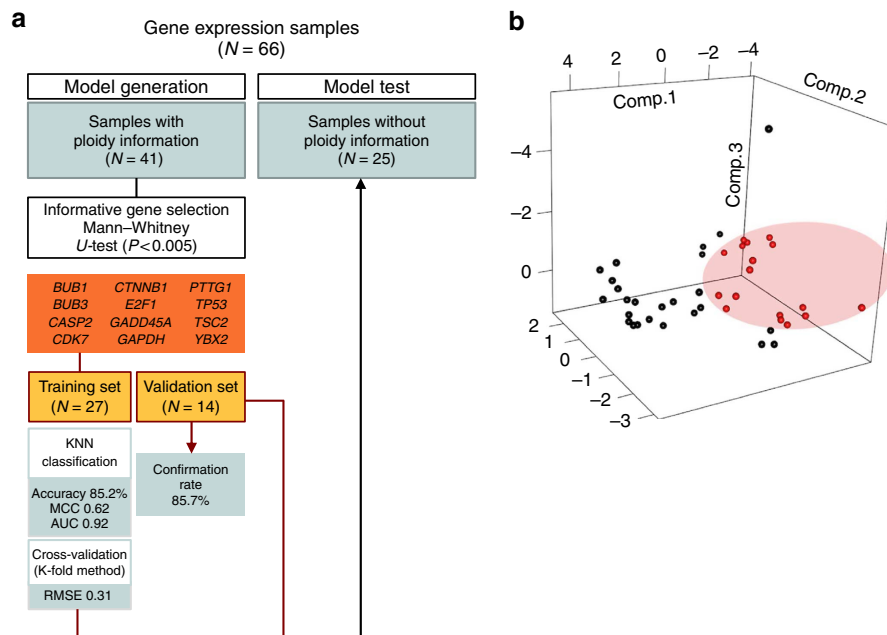 a
Gene expression samples
(N = 66)
Model generation
Model test
Samples with
ploidy information
(N = 41)
Samples without
ploidy information
(N = 25)
Informative gene selection
Mann–Whitney
U-test (P<0.005)
BUB1 CTNNB1 PTTG1
BUB3 E2F1 TP53
CASP2 GADD45A TSC2
CDK7 GAPDH YBX2
Training set
(N = 27)
Validation set
(N = 14)
KNN
classification
Accuracy 85.2%
MCC 0.62
AUC 0.92
Confirmation
rate
85.7%
Cross-validation
(K-fold method)
RMSE 0.31
b
4 2 0 −2 −4
Comp.1
Comp.2
Comp.3
−4
−2
0
2
2
1
0
−1
−2
−3